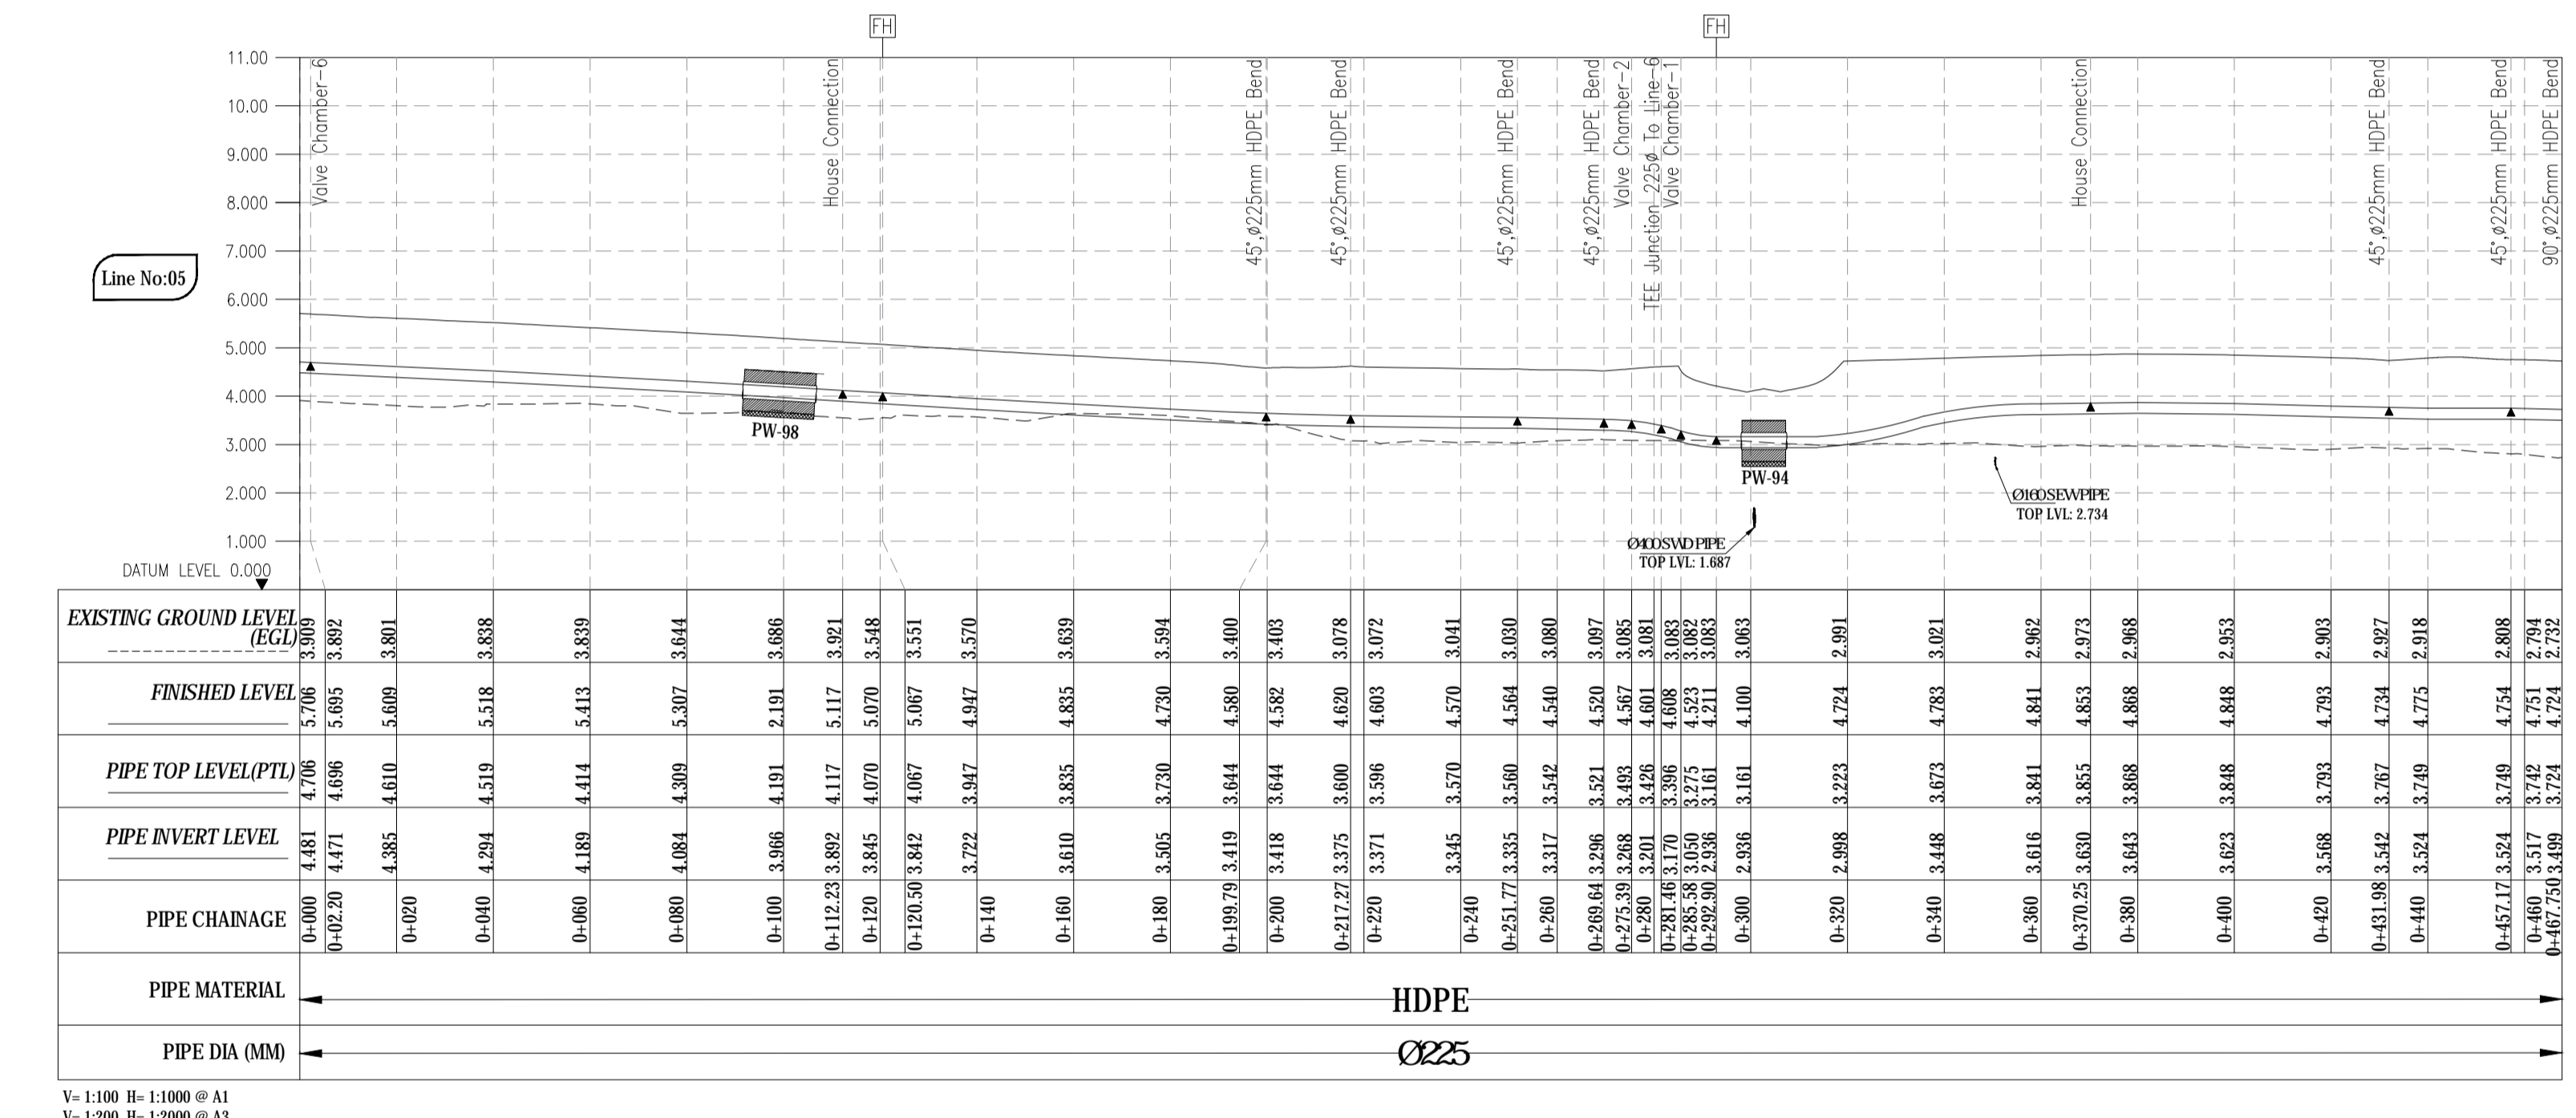 FH
FH
11.00
10.00
9.000
8.000
7.000
6.000
5.000
4.000
3.000
2.000
1.000
DATUM LEVEL 0.000
Line No:05
Valve Chamber-6
House Connection
45°,ø225mm HDPE Bend
45°,ø225mm HDPE Bend
45°,ø225mm HDPE Bend
45°,ø225mm HDPE Bend
Valve Chamber-2
TEE Junction 225ø To Line-6
Valve Chamber-1
House Connection
45°,ø225mm HDPE Bend
45°,ø225mm HDPE Bend
90°,ø225mm HDPE Bend
PW-98
PW-94
Ø160 SEW PIPE
TOP LVL: 2.734
Ø400 SWD PIPE
TOP LVL: 1.687
EXISTING GROUND LEVEL
(EGL)
3.909 3.892 3.801 3.838 3.839 3.644 3.686 3.921 3.548 3.551 3.570 3.639 3.594 3.400 3.403 3.078 3.072 3.041 3.030 3.080 3.097 3.085 3.081 3.083 3.082 3.083 3.063 2.991 3.021 2.962 2.973 2.968 2.953 2.903 2.927 2.918 2.808 2.794 2.732
FINISHED LEVEL
5.706 5.695 5.609 5.518 5.413 5.307 2.191 5.117 5.070 5.067 4.947 4.835 4.730 4.580 4.582 4.620 4.603 4.570 4.564 4.540 4.520 4.567 4.601 4.608 4.523 4.211 4.100 4.724 4.783 4.841 4.853 4.868 4.848 4.793 4.734 4.775 4.754 4.751 4.724
PIPE TOP LEVEL(PTL)
4.706 4.696 4.610 4.519 4.414 4.309 4.191 4.117 4.070 4.067 3.947 3.835 3.730 3.644 3.644 3.600 3.596 3.570 3.560 3.542 3.521 3.493 3.426 3.396 3.275 3.161 3.161 3.223 3.673 3.841 3.855 3.868 3.848 3.793 3.767 3.749 3.749 3.742 3.724
PIPE INVERT LEVEL
4.481 4.471 4.385 4.294 4.189 4.084 3.966 3.892 3.845 3.842 3.722 3.610 3.505 3.419 3.418 3.375 3.371 3.345 3.335 3.317 3.296 3.268 3.201 3.170 3.050 2.936 2.936 2.998 3.448 3.616 3.630 3.643 3.623 3.568 3.542 3.524 3.524 3.517 3.499
PIPE CHAINAGE
0+000 0+02.20 0+020 0+040 0+060 0+080 0+100 0+112.23 0+120 0+120.50 0+140 0+160 0+180 0+199.79 0+200 0+217.27 0+220 0+240 0+251.77 0+260 0+269.64 0+275.39 0+280 0+281.46 0+285.58 0+292.90 0+300 0+320 0+340 0+360 0+370.25 0+380 0+400 0+420 0+431.98 0+440 0+457.17 0+460 0+467.750
PIPE MATERIAL
HDPE
PIPE DIA (MM)
Ø225
V= 1:100 H= 1:1000 @ A1
V= 1:200 H= 1:2000 @ A3